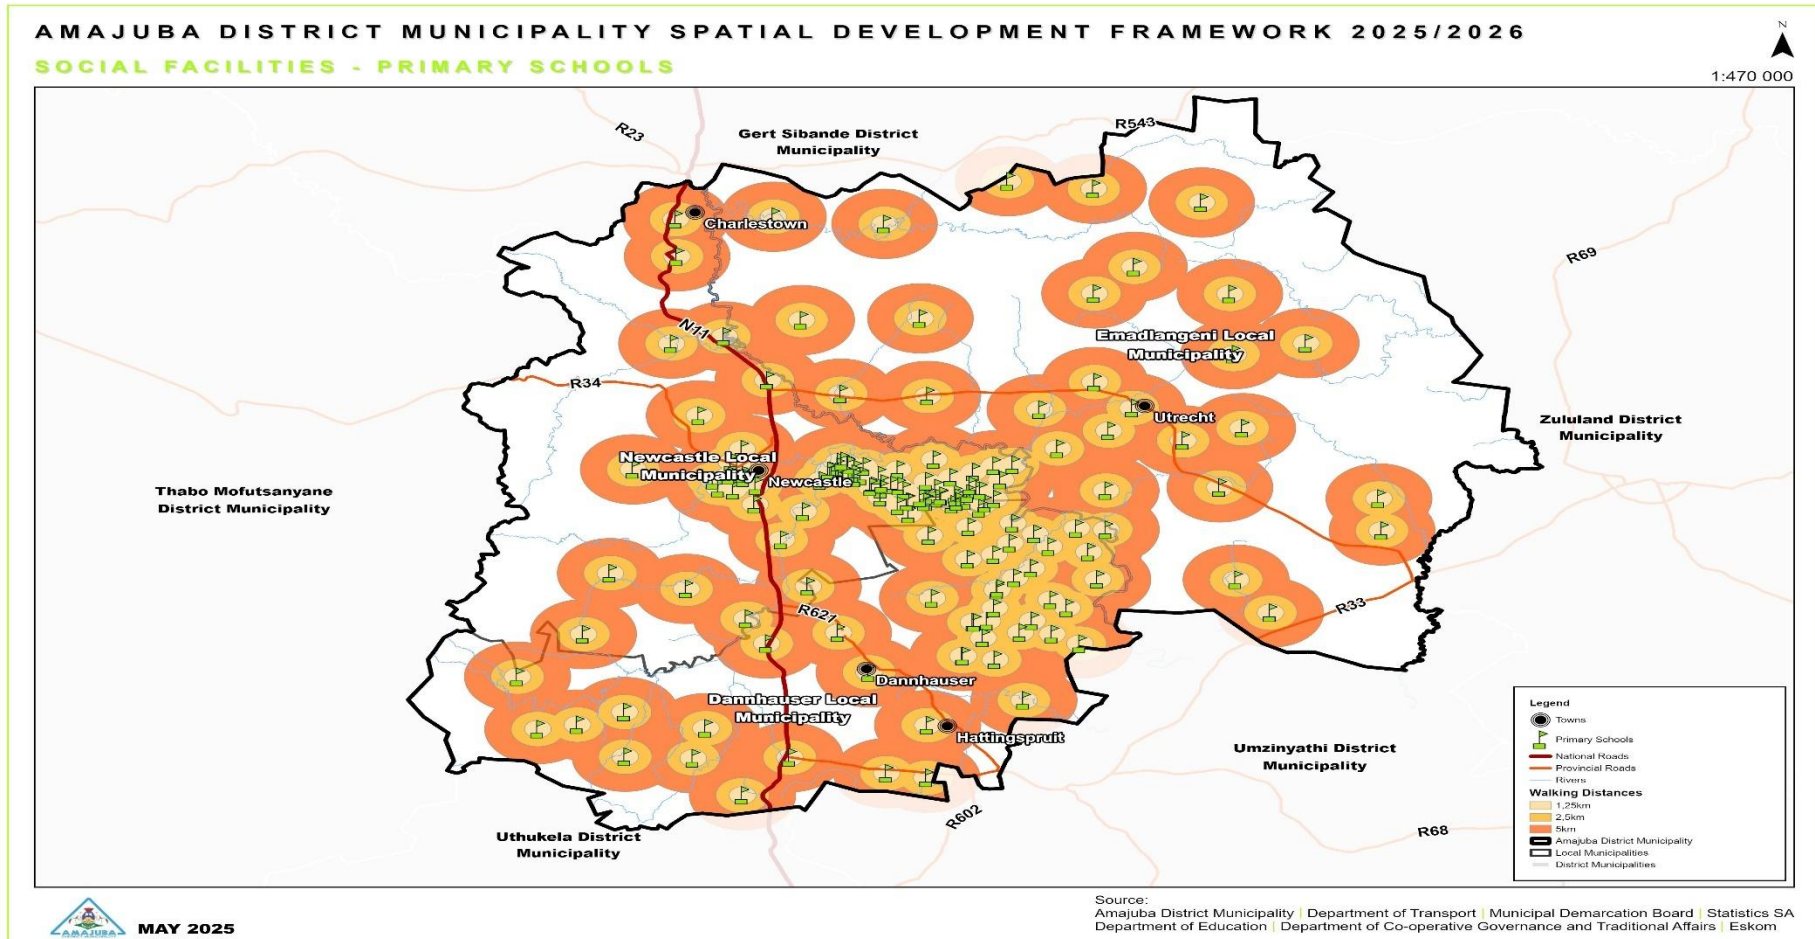 AMAJUBA DISTRICT MUNICIPALITY SPATIAL DEVELOPMENT FRAMEWORK 2025/2026
SOCIAL FACILITIES - PRIMARY SCHOOLS
N
1:470 000
R23
Gert Sibande District
Municipality
R543
Charlestown
R69
N11
Emadlangeni Local
Municipality
R34
Utrecht
Zululand District
Municipality
Newcastle Local
Municipality
Newcastle
Thabo Mofutsanyane
District Municipality
R621
R33
Dannhauser
Dannhauser Local
Municipality
Hattingspruit
Umzinyathi District
Municipality
R602
R68
Uthukela District
Municipality
Legend
Towns
Primary Schools
National Roads
Provincial Roads
Rivers
Walking Distances
1,25km
2,5km
5km
Amajuba District Municipality
Local Municipalities
District Municipalities
AMAJUBA
MAY 2025
Source:
Amajuba District Municipality | Department of Transport | Municipal Demarcation Board | Statistics SA
Department of Education | Department of Co-operative Governance and Traditional Affairs | Eskom